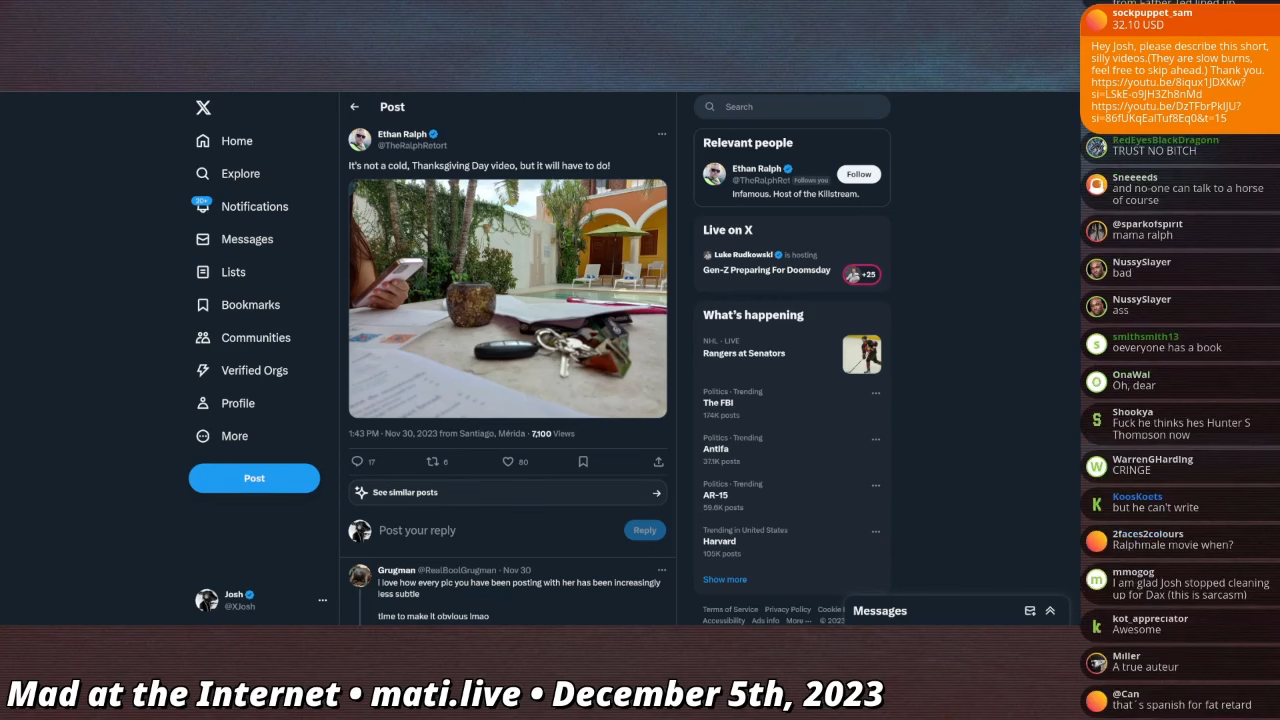 Home
Explore
20+
Notifications
Messages
Lists
Bookmarks
Communities
Verified Orgs
Profile
More
Post
Josh
@XJosh
Post
Ethan Ralph
@TheRalphRetort
It's not a cold, Thanksgiving Day video, but it will have to do!
1:43 PM · Nov 30, 2023 from Santiago, Mérida · 7,100 Views
17
6
80
See similar posts
Post your reply
Reply
Grugman @RealBoolGrugman · Nov 30
I love how every pic you have been posting with her has been increasingly
less subtle
time to make it obvious lmao
Search
Relevant people
Ethan Ralph
@TheRalphRet Follows you
Follow
Infamous. Host of the Killstream.
Live on X
Luke Rudkowski is hosting
Gen-Z Preparing For Doomsday
+25
What's happening
NHL · LIVE
Rangers at Senators
Politics · Trending
The FBI
174K posts
Politics · Trending
Antifa
37.1K posts
Politics · Trending
AR-15
59.6K posts
Trending in United States
Harvard
105K posts
Show more
Terms of Service Privacy Policy Cookie
Accessibility Ads info More ··· © 2023
Messages
from Father Ted lined up
sockpuppet_sam
32.10 USD
Hey Josh, please describe this short,
silly videos.(They are slow burns,
feel free to skip ahead.) Thank you.
https://youtu.be/8iqux1JDXKw?
si=LSkE-o9JH3Zh8nMd
https://youtu.be/DzTFbrPkIJU?
si=86fUKqEaITuf8Eq0&t=15
RedEyesBlackDragonn
TRUST NO BITCH
Sneeeeds
and no-one can talk to a horse
of course
@sparkofspirit
mama ralph
NussySlayer
bad
NussySlayer
ass
smithsmith13
oeveryone has a book
OnaWal
Oh, dear
Shookya
Fuck he thinks hes Hunter S
Thompson now
WarrenGHarding
CRINGE
KoosKoets
but he can't write
2faces2colours
Ralphmale movie when?
mmogog
I am glad Josh stopped cleaning
up for Dax (this is sarcasm)
kot_appreciator
Awesome
Miller
A true auteur
@Can
that´s spanish for fat retard
Mad at the Internet • mati.live • December 5th, 2023